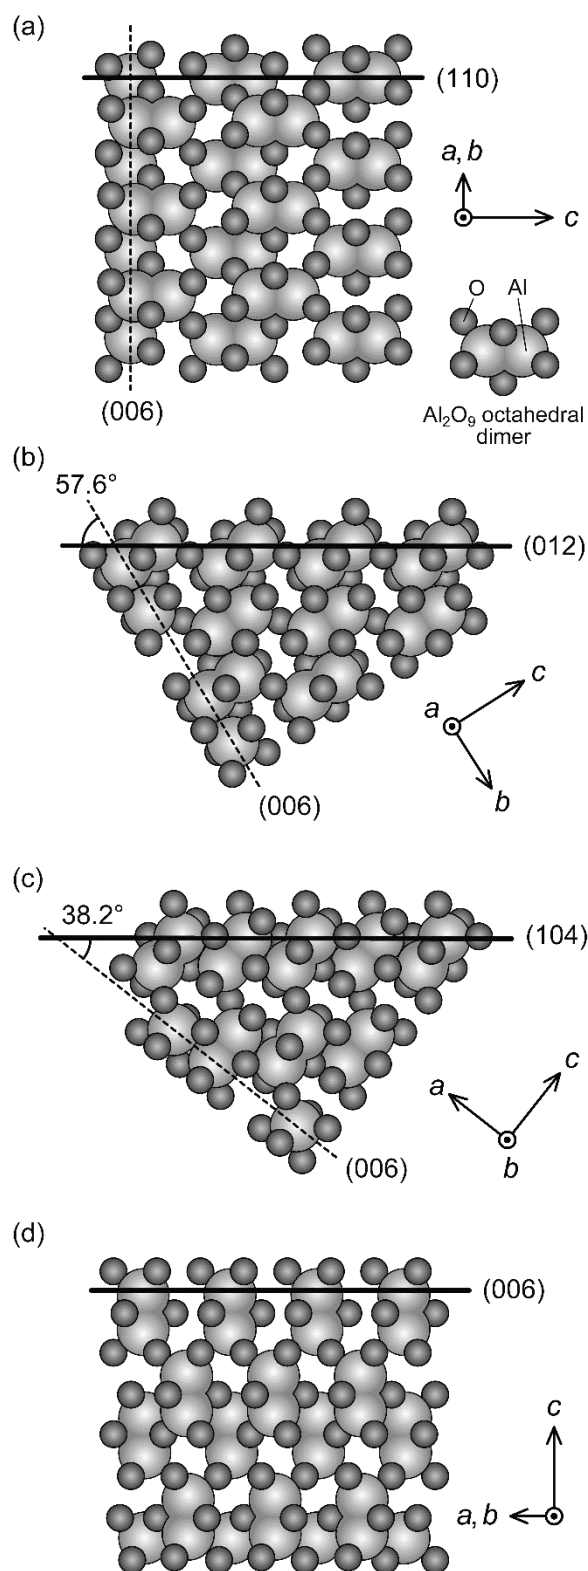 (a)
(110)
a, b
c
O
Al
Al₂O₉ octahedral
dimer
(006)
(b)
57.6°
(012)
c
a
b
(006)
(c)
38.2°
(104)
a
c
b
(006)
(d)
(006)
c
a, b